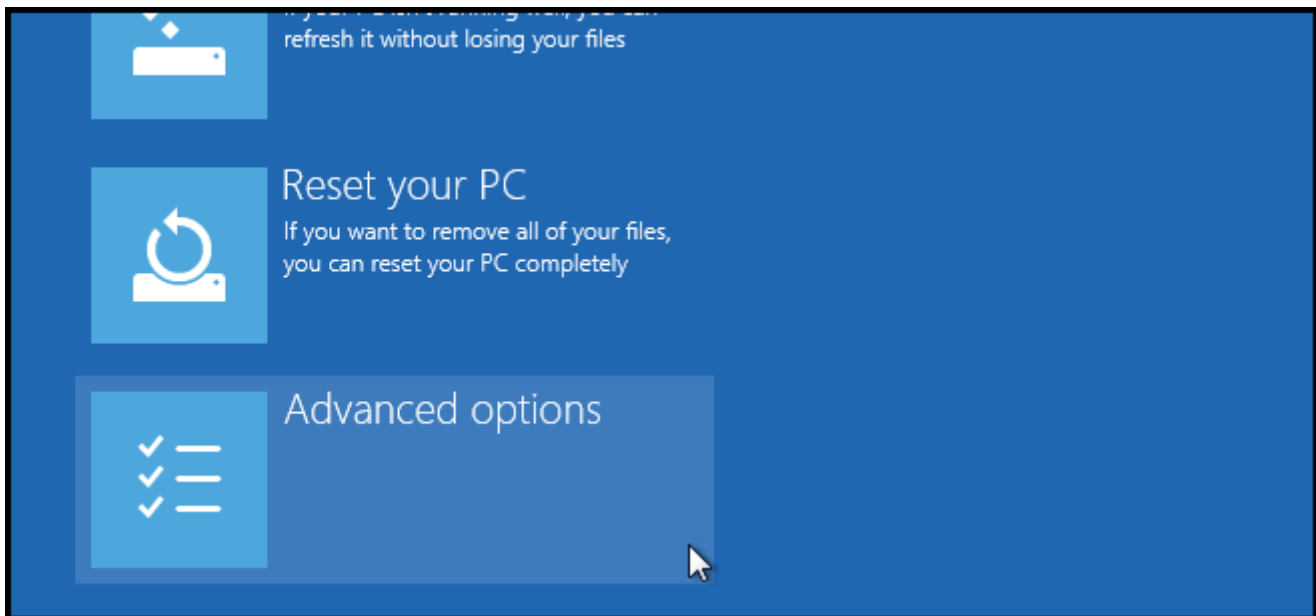 refresh it without losing your files
Reset your PC
If you want to remove all of your files,
you can reset your PC completely
Advanced options